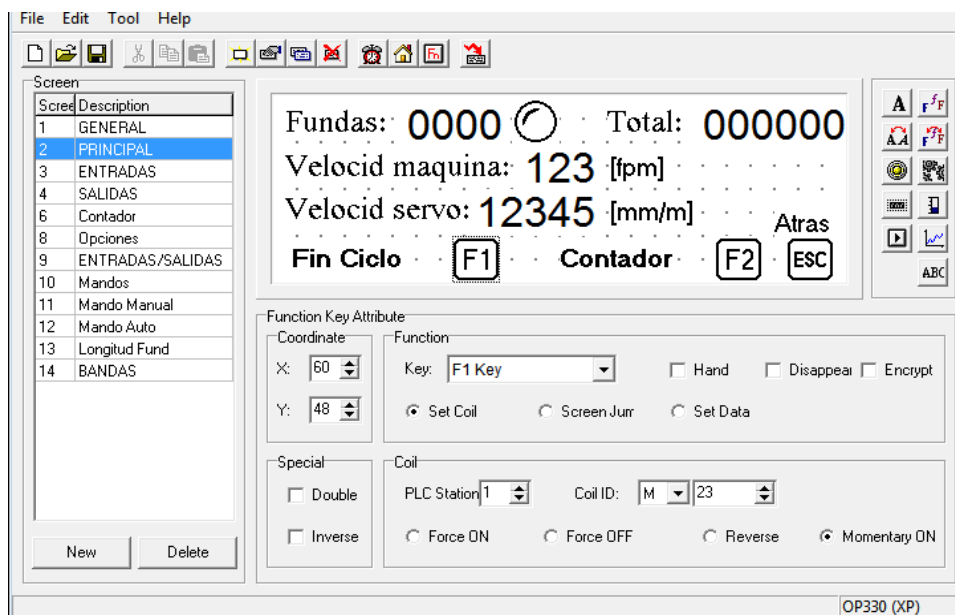 File Edit Tool Help
Fn
Screen
Scree Description
1 GENERAL
2 PRINCIPAL
3 ENTRADAS
4 SALIDAS
6 Contador
8 Opciones
9 ENTRADAS/SALIDAS
10 Mandos
11 Mando Manual
12 Mando Auto
13 Longitud Fund
14 BANDAS
New Delete
Fundas: 0000 Total: 000000
Velocid maquina: 123 [fpm]
Velocid servo: 12345 [mm/m]
Atras
Fin Ciclo F1 Contador F2 ESC
A F f F
A A F F
ABC
Function Key Attribute
Coordinate
X: 60
Y: 48
Function
Key: F1 Key Hand Disappear Encrypt
Set Coil Screen Jum Set Data
Special
Double
Inverse
Coil
PLC Station 1 Coil ID: M 23
Force ON Force OFF Reverse Momentary ON
OP330 (XP)